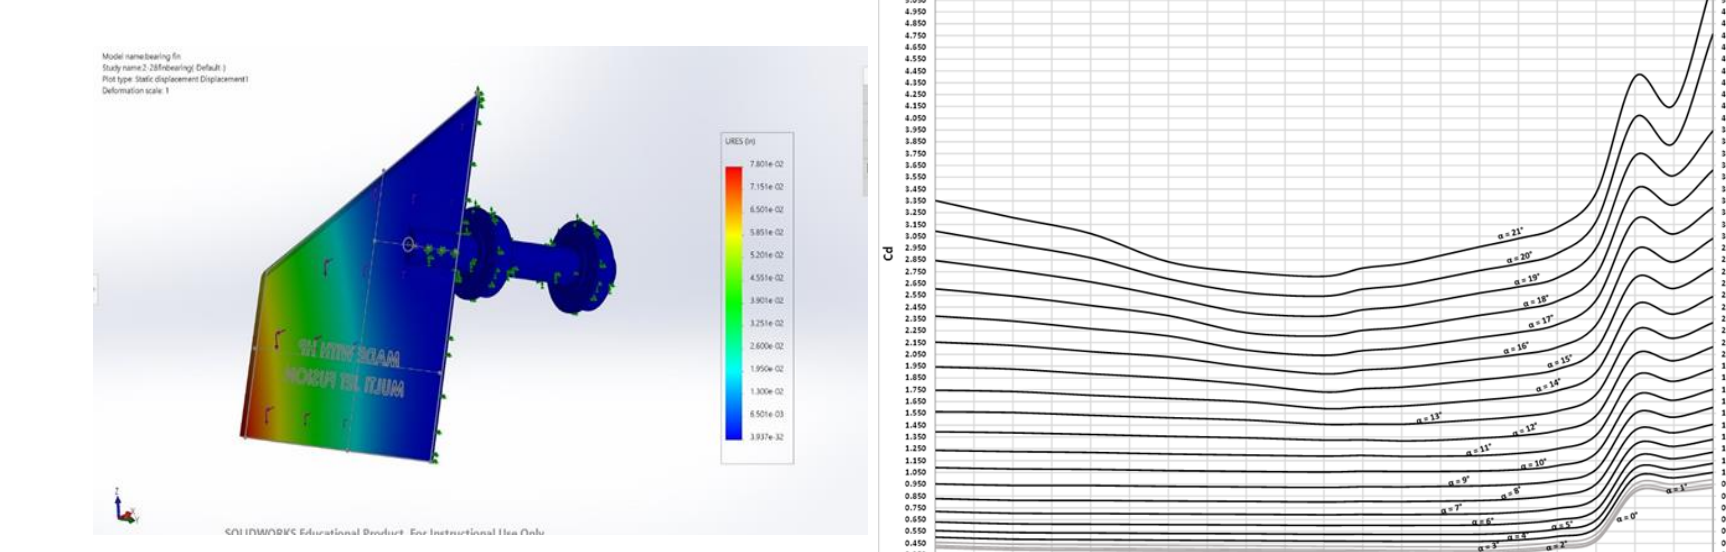 Model name:bearing fin
Study name:2-28finbearing(-Default-)
Plot type: Static displacement Displacement1
Deformation scale: 1
URES (in)
7.801e-02
7.151e-02
6.501e-02
5.851e-02
5.201e-02
4.551e-02
3.901e-02
3.251e-02
2.600e-02
1.950e-02
1.300e-02
6.501e-03
3.937e-32
MADE WITH HP
MULTI JET FUSION
Z
SOLIDWORKS Educational Product. For Instructional Use Only.
Cd
4.950
4.850
4.750
4.650
4.550
4.350
4.250
4.150
4.050
3.950
3.850
3.750
3.650
3.550
3.450
3.350
3.250
3.150
3.050
2.950
2.850
2.750
2.650
2.550
2.450
2.350
2.250
2.150
2.050
1.950
1.850
1.750
1.650
1.550
1.450
1.350
1.250
1.150
1.050
0.950
0.850
0.750
0.650
0.550
0.450
α = 21°
α = 20°
α = 19°
α = 18°
α = 17°
α = 16°
α = 15°
α = 14°
α = 13°
α = 12°
α = 11°
α = 10°
α = 9°
α = 8°
α = 7°
α = 6°
α = 5°
α = 4°
α = 3°
α = 2°
α = 1°
α = 0°